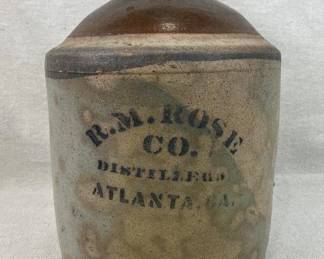 R.M. ROSE
CO.
DISTILLERS
ATLANTA, GA.